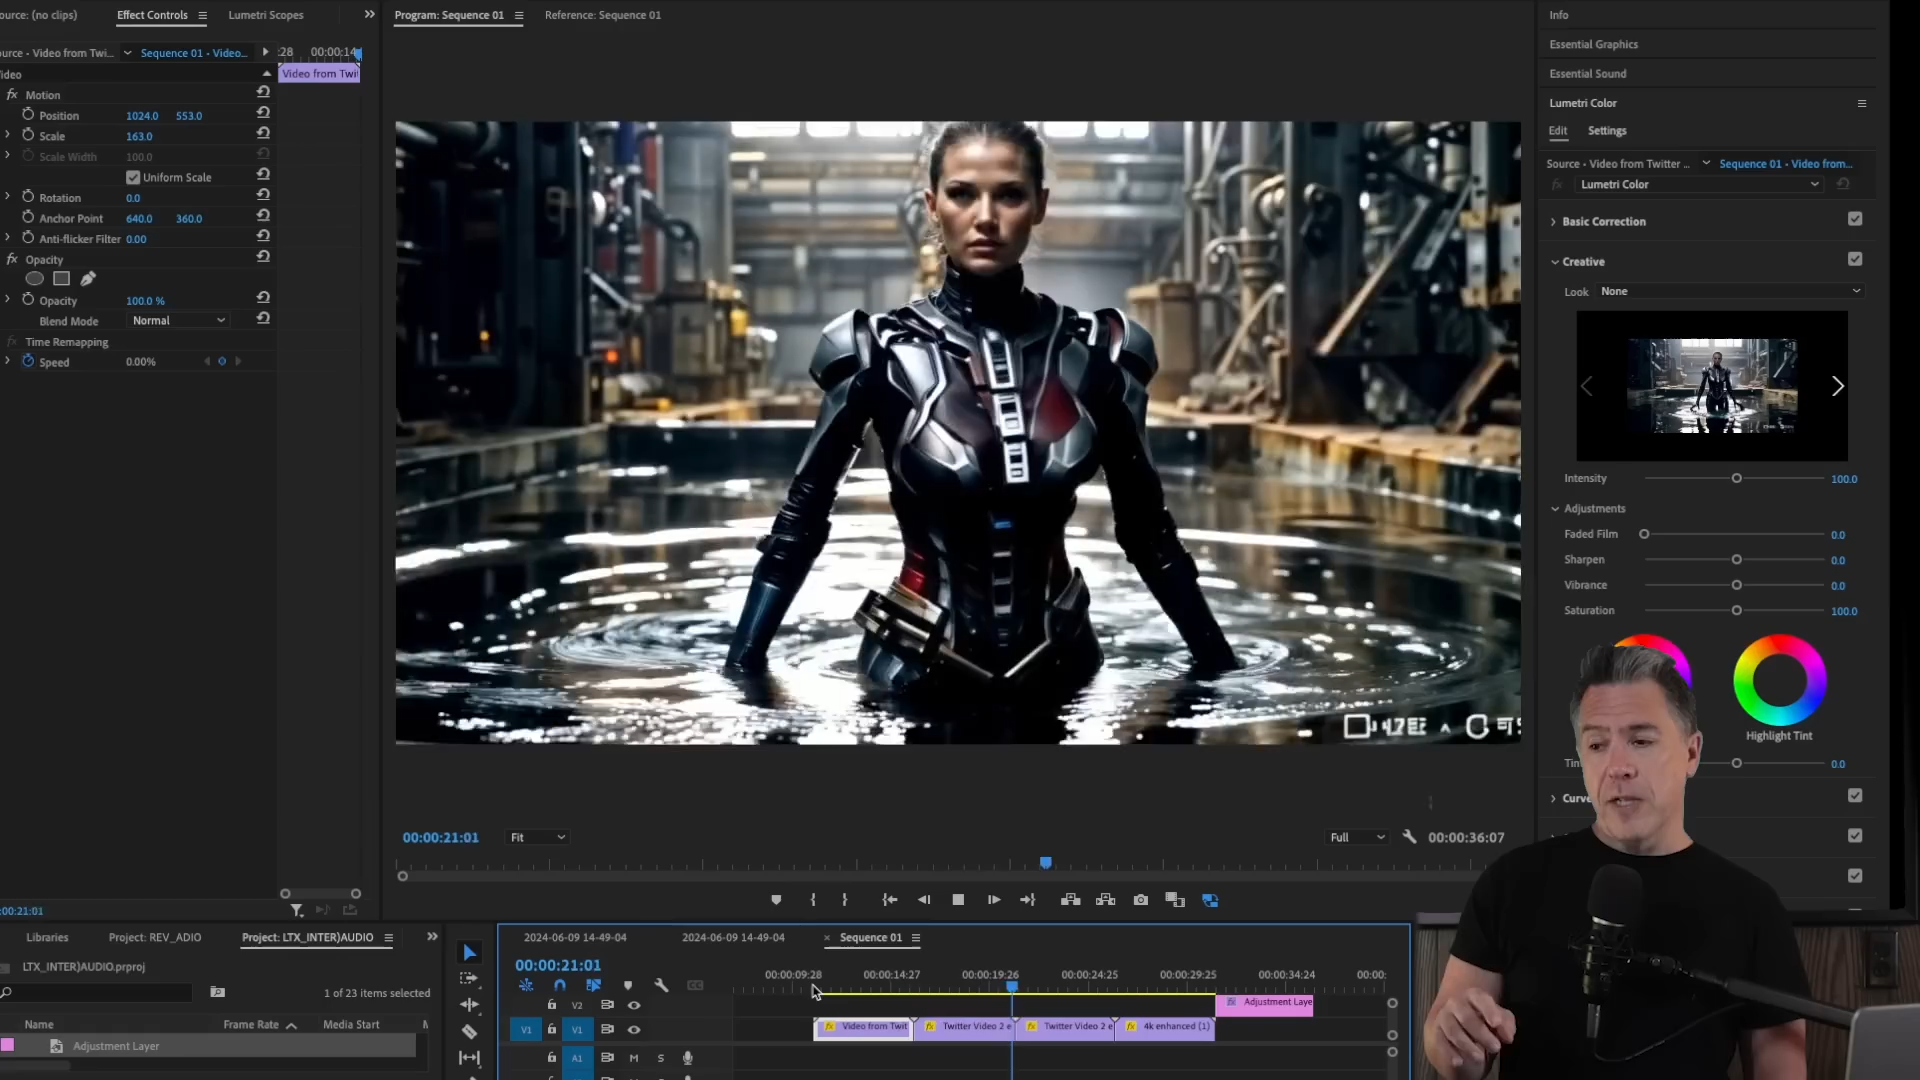 ource: (no clips)
Effect Controls
Lumetri Scopes
Program: Sequence 01
Reference: Sequence 01
Info
Essential Graphics
Essential Sound
Lumetri Color
Edit
Settings
ource - Video from Twi...
Sequence 01 - Video...
:28
00:00:14
ideo
Video from Twi
Motion
Position 1024.0 553.0
Scale 163.0
Scale Width 100.0
Uniform Scale
Rotation 0.0
Anchor Point 640.0 360.0
Anti-flicker Filter 0.00
Opacity
Opacity 100.0 %
Blend Mode Normal
Time Remapping
Speed 0.00%
:00:21:01
Source - Video from Twitter ...
Sequence 01 - Video from...
fx Lumetri Color
Basic Correction
Creative
Look None
Intensity 100.0
Adjustments
Faded Film 0.0
Sharpen 0.0
Vibrance 0.0
Saturation 100.0
Highlight Tint
Tin 0.0
Curve
00:00:21:01
Fit
Full
00:00:36:07
Libraries
Project: REV_ADIO
Project: LTX_INTER)AUDIO
LTX_INTER)AUDIO.prproj
1 of 23 items selected
Name
Frame Rate
Media Start
Adjustment Layer
2024-06-09 14-49-04
2024-06-09 14-49-04
× Sequence 01
00:00:21:01
00:00:09:28
00:00:14:27
00:00:19:26
00:00:24:25
00:00:29:25
00:00:34:24
00:00:
V2
Adjustment Laye
V1
V1
Video from Twit
Twitter Video 2 e
Twitter Video 2 e
4k enhanced (1)
A1
M
S